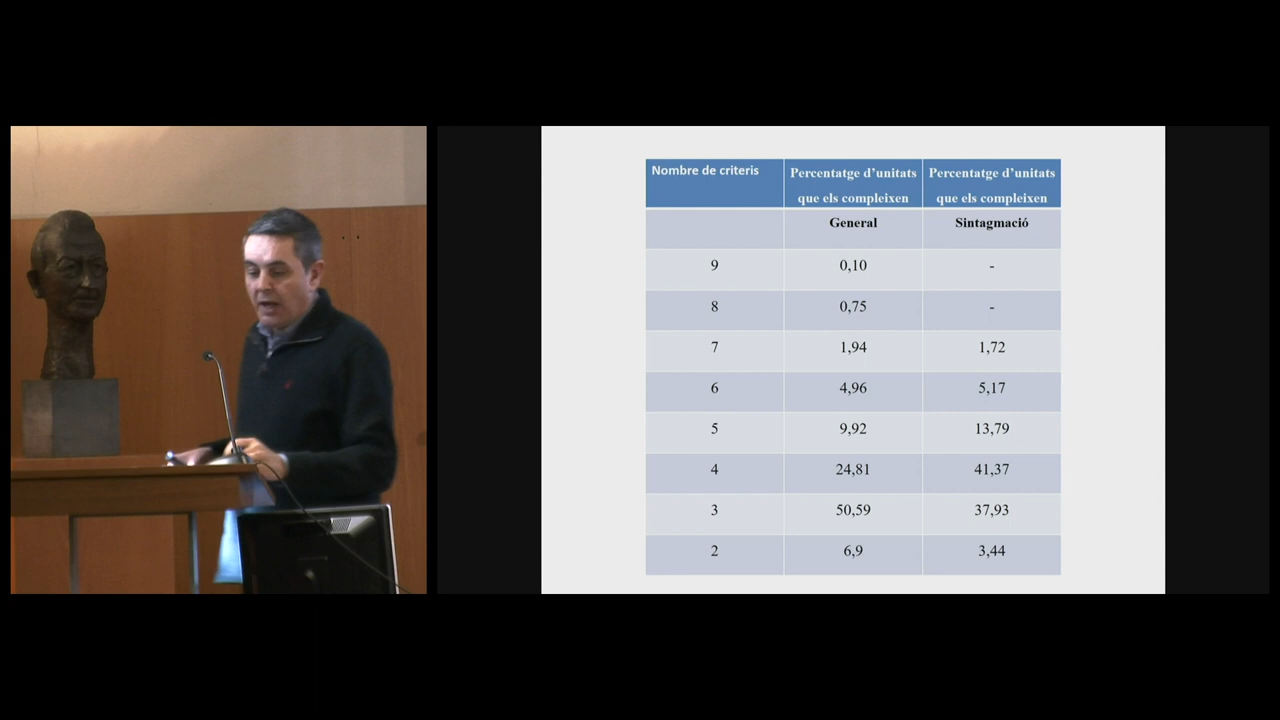 Nombre de criteris
Percentatge d’unitats
que els compleixen
Percentatge d’unitats
que els compleixen
General
Sintagmació
9 0,10 -
8 0,75 -
7 1,94 1,72
6 4,96 5,17
5 9,92 13,79
4 24,81 41,37
3 50,59 37,93
2 6,9 3,44